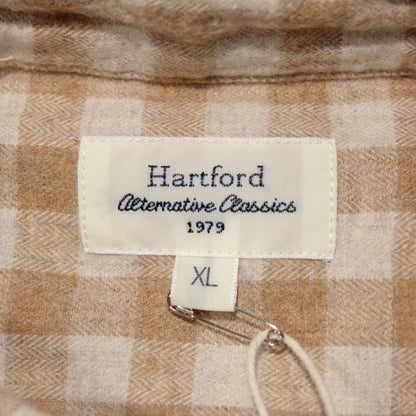 Hartford
Alternative Classics
1979
XL